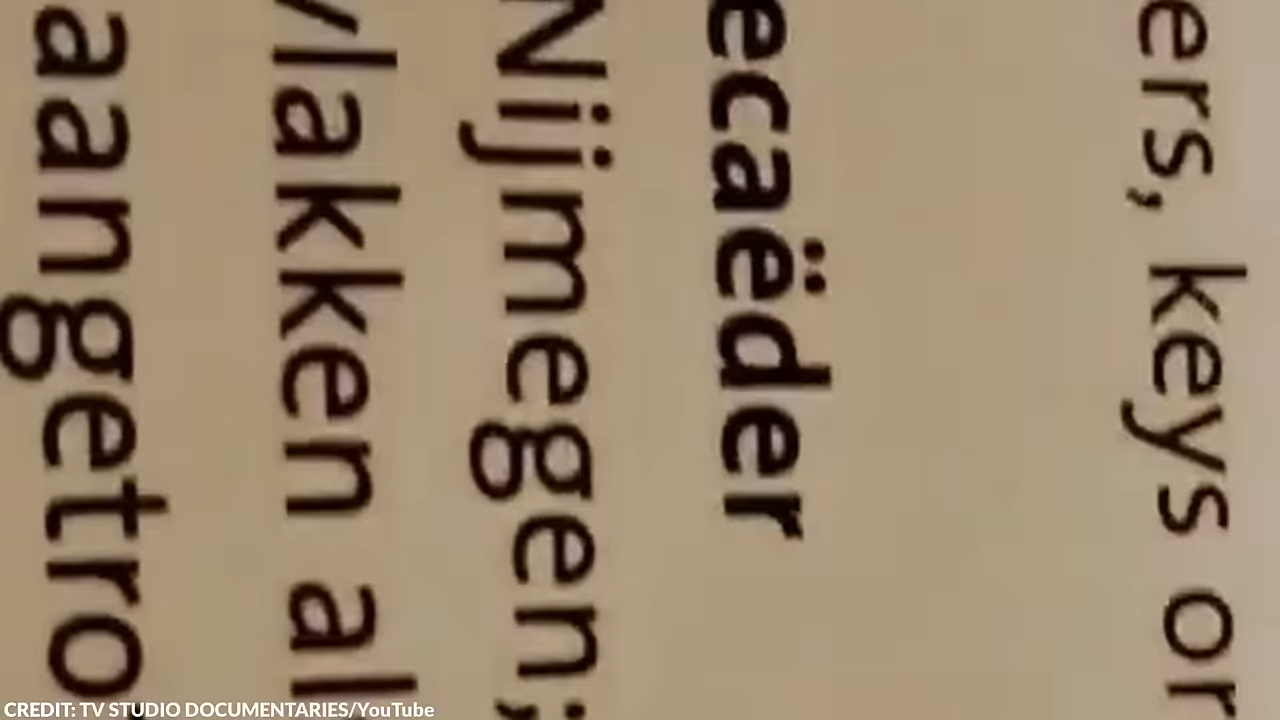 ers, keys or
ecaëder
Nijmegen;
vlakken al
aangetro
CREDIT: TV STUDIO DOCUMENTARIES/YouTube